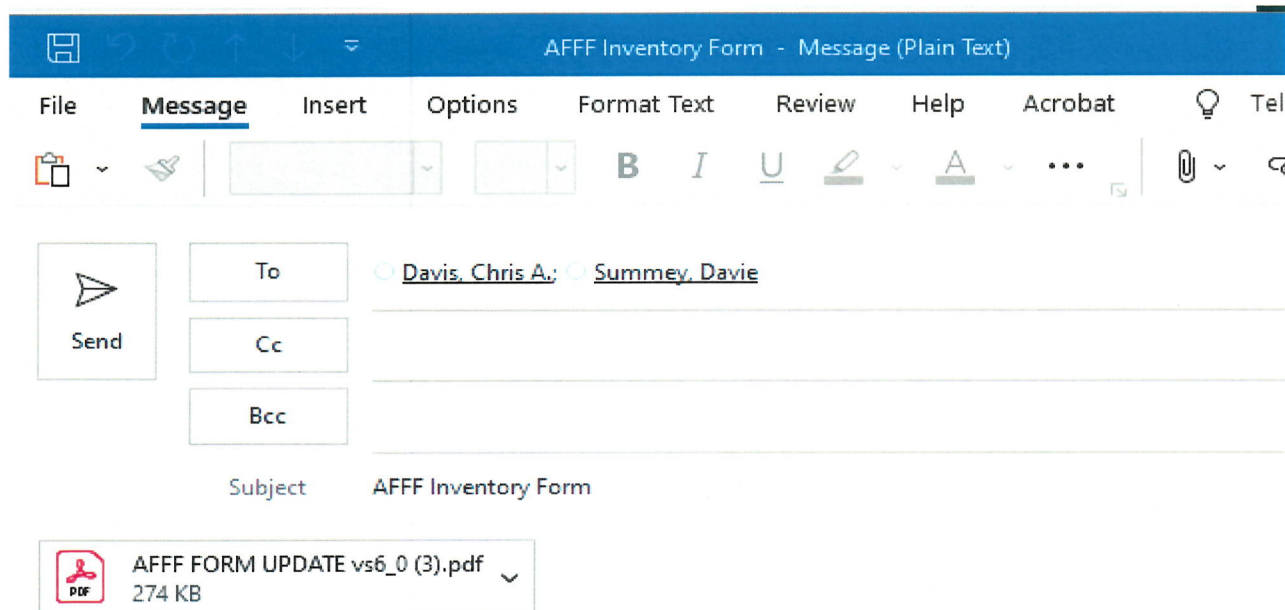 AFFF Inventory Form - Message (Plain Text)
File Message Insert Options Format Text Review Help Acrobat Tel
B I U A
To Davis, Chris A.; Summey, Davie
Send
Cc
Bcc
Subject AFFF Inventory Form
AFFF FORM UPDATE vs6_0 (3).pdf
PDF
274 KB